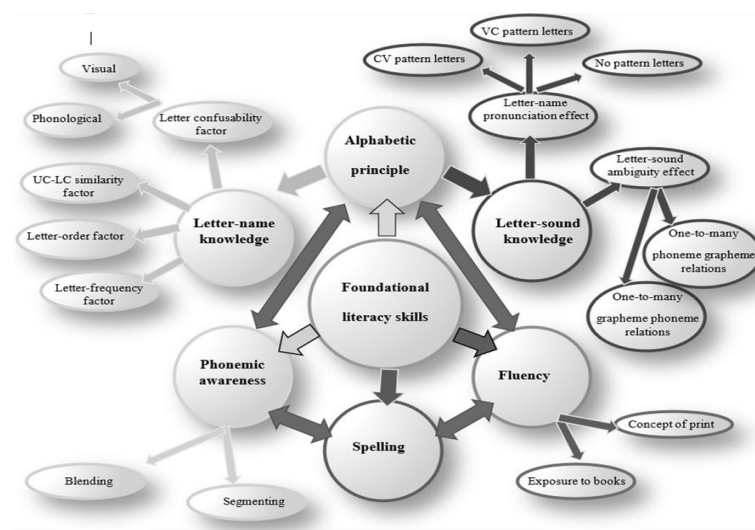 VC pattern letters
CV pattern letters
No pattern letters
Visual
Letter-name
pronunciation effect
Phonological
Letter confusability
factor
Alphabetic
principle
Letter-sound
ambiguity effect
UC-LC similarity
factor
Letter-name
knowledge
Letter-sound
knowledge
Letter-order factor
One-to-many
phoneme grapheme
relations
Letter-frequency
factor
Foundational
literacy skills
One-to-many
grapheme phoneme
relations
Phonemic
awareness
Fluency
Concept of print
Spelling
Blending
Exposure to books
Segmenting